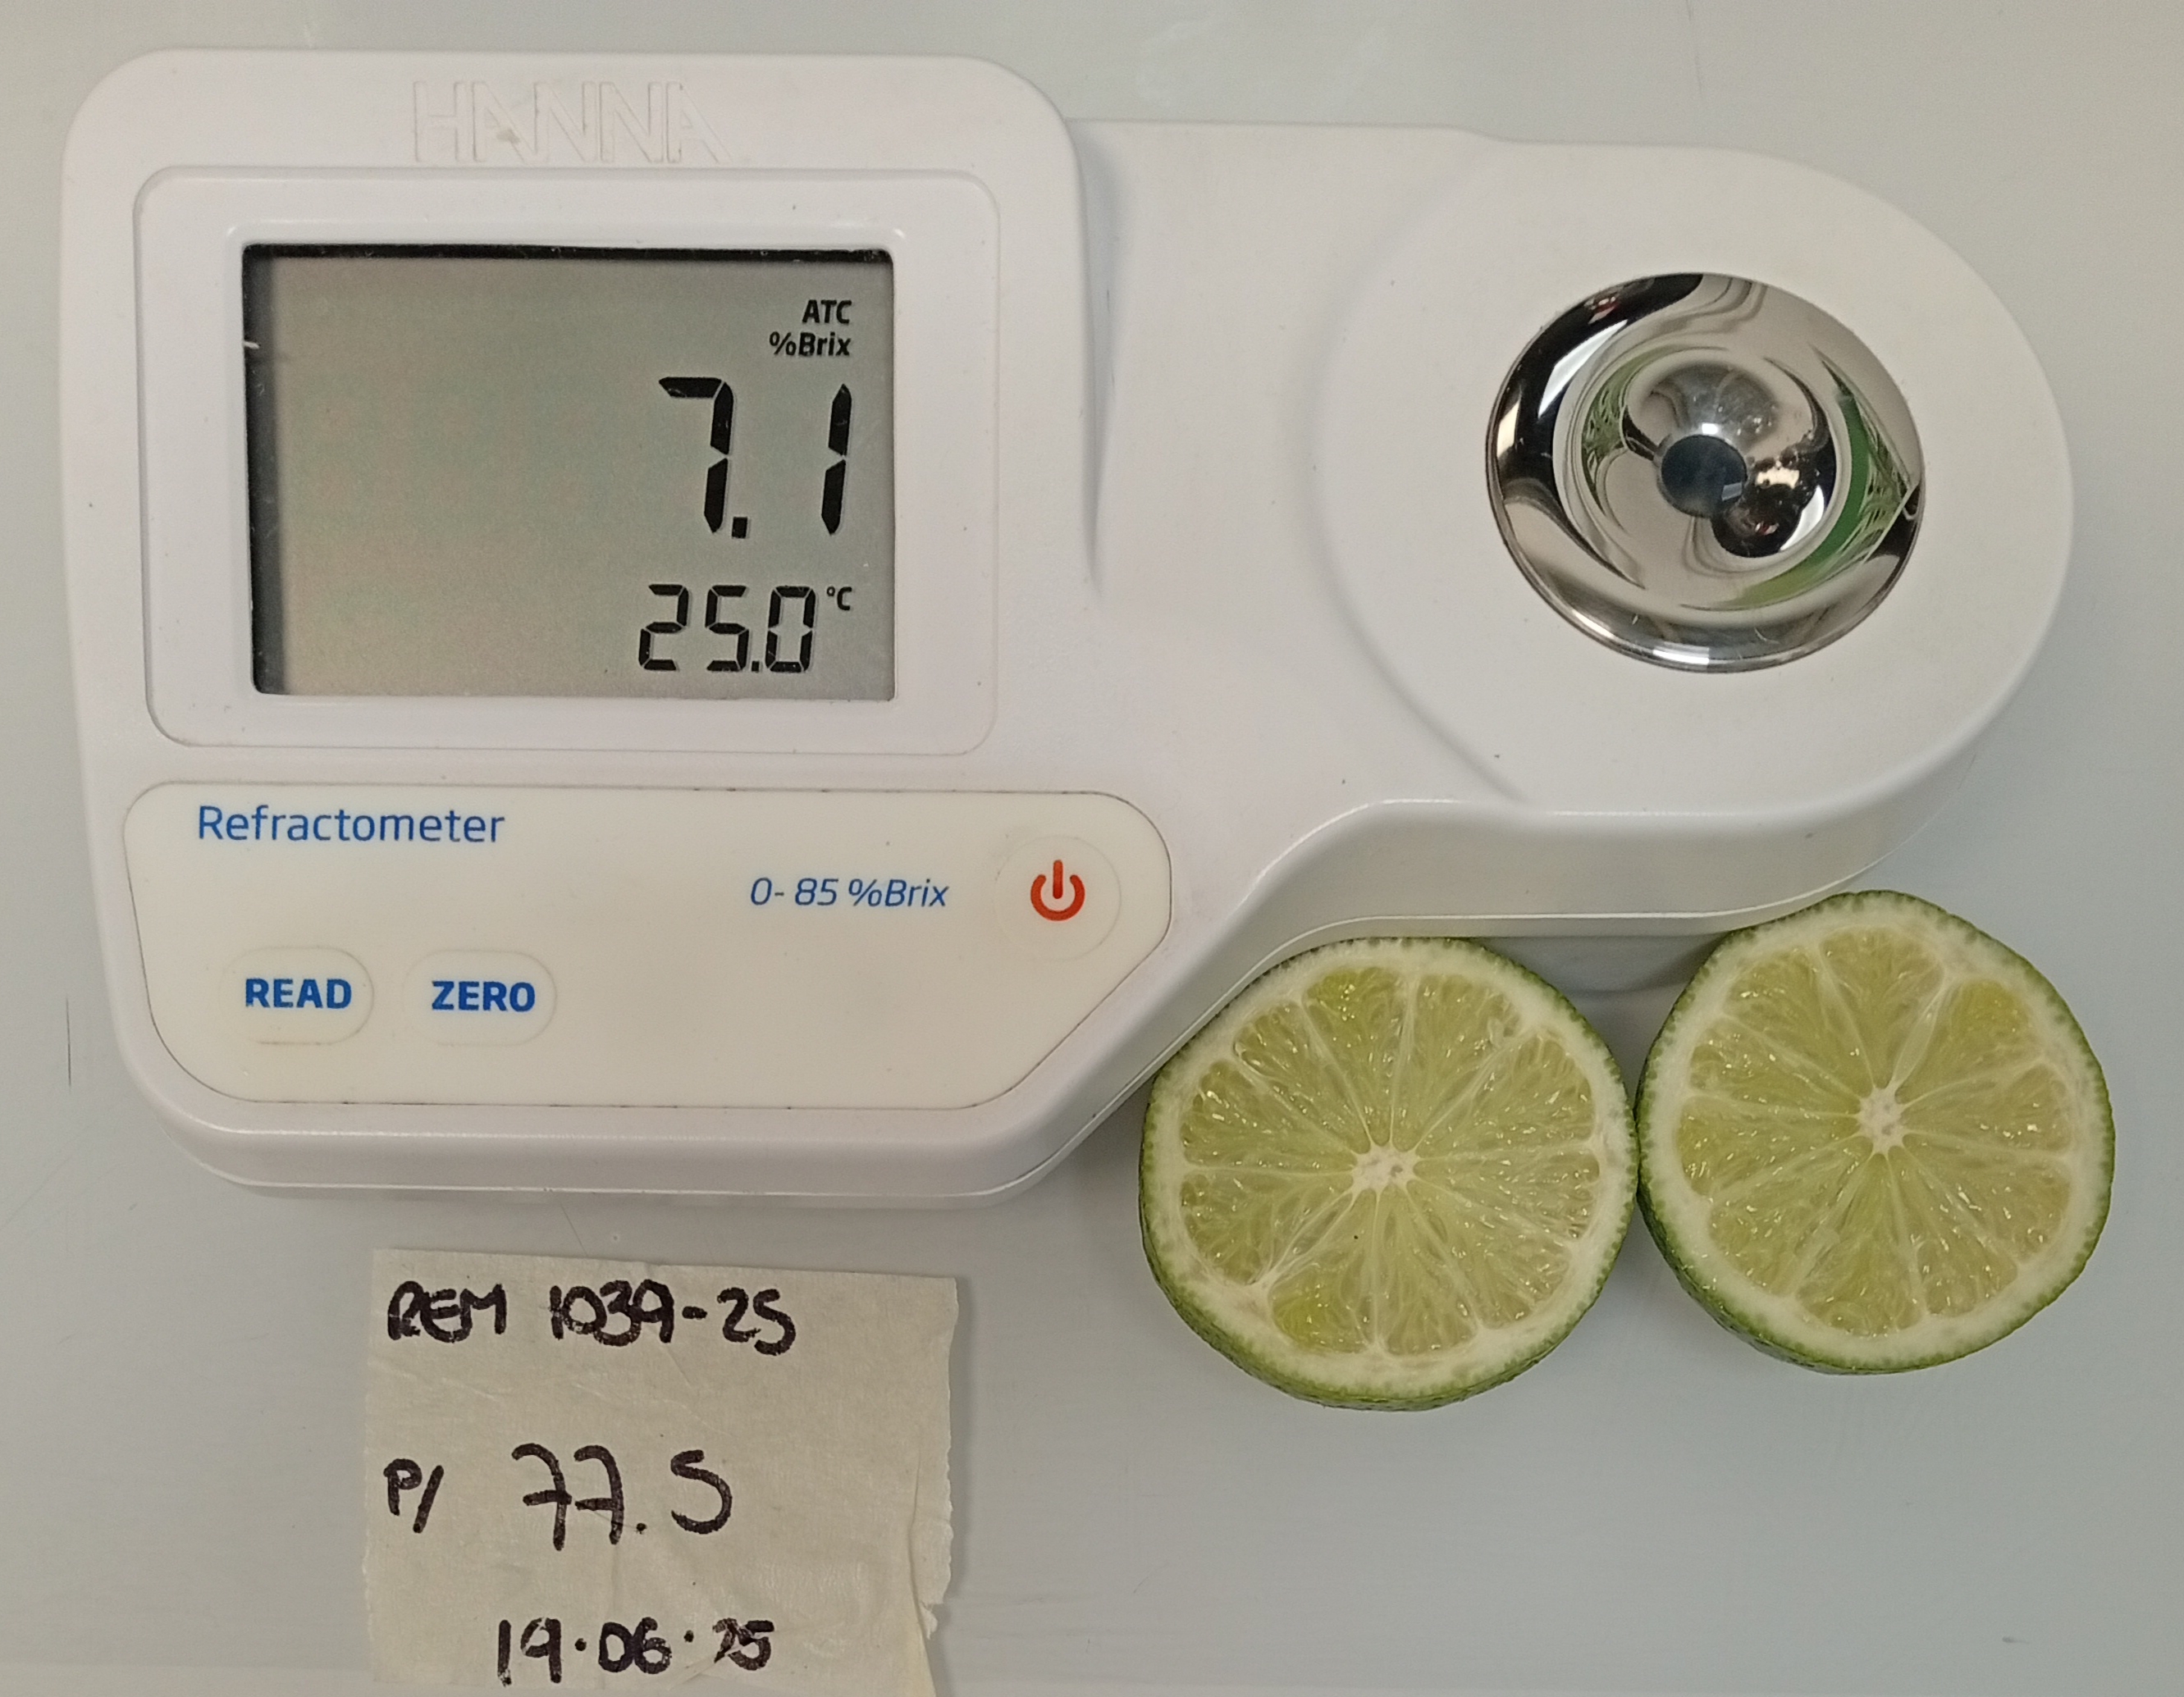 HANNA
ATC
%Brix
7.1
25.0 °C
Refractometer
0- 85 %Brix
READ ZERO
REM 1039-25
P/ 77.5
19.06.25